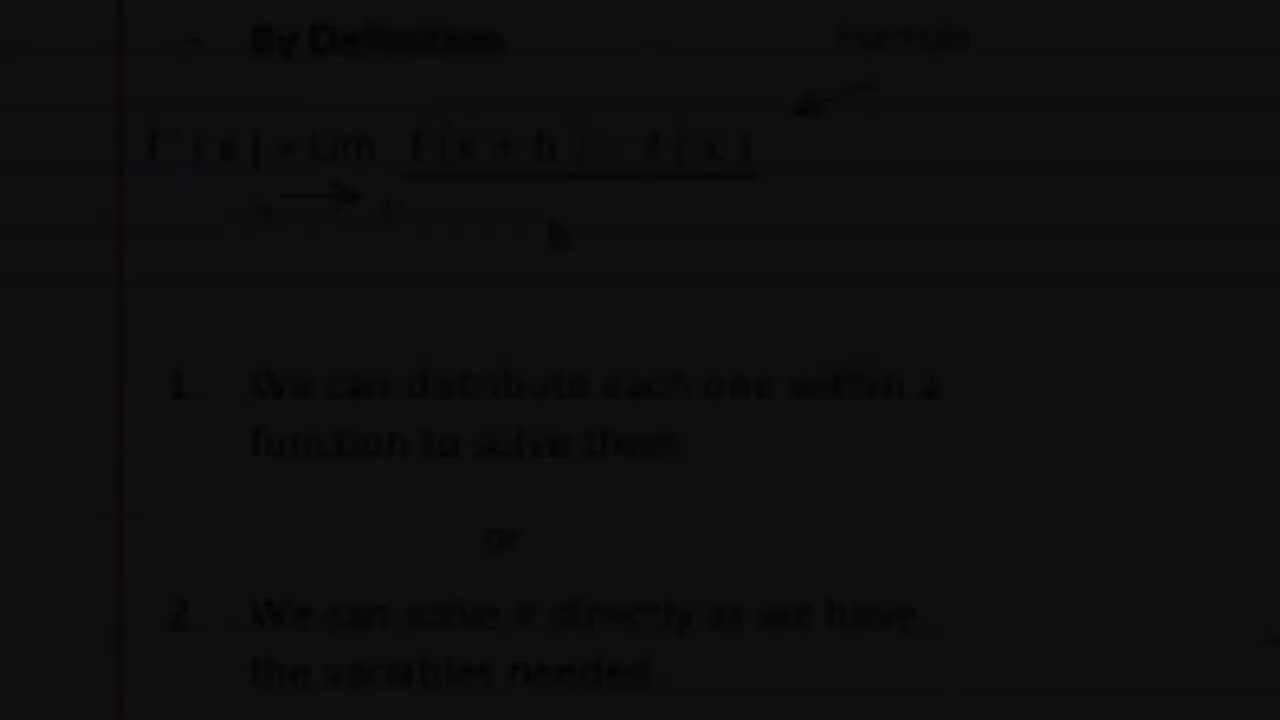 - By Definition
Formula
f ' ( x ) = Lim f ( x + h ) - f ( x )
h
1. We can distribute each one within a
function to solve them
or
2. We can solve it directly as we have
the variables needed